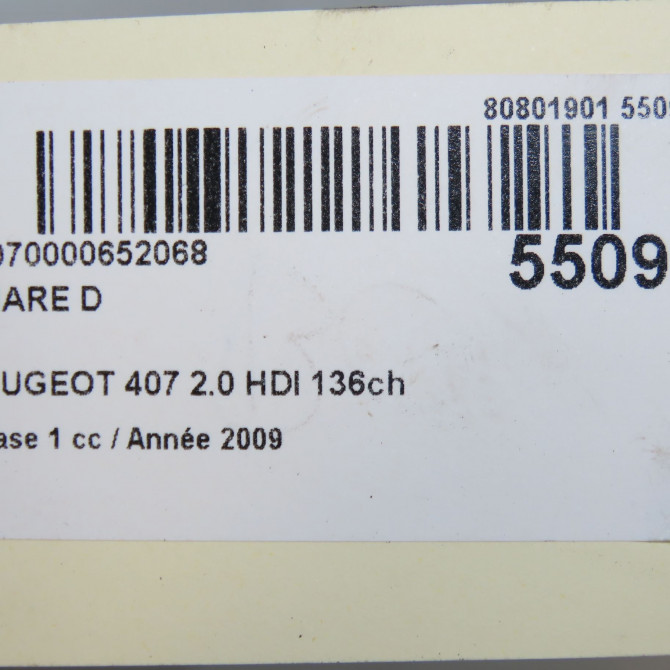 80801901 550
070000652068
5509
ARE D
UGEOT 407 2.0 HDI 136ch
ase 1 cc / Année 2009